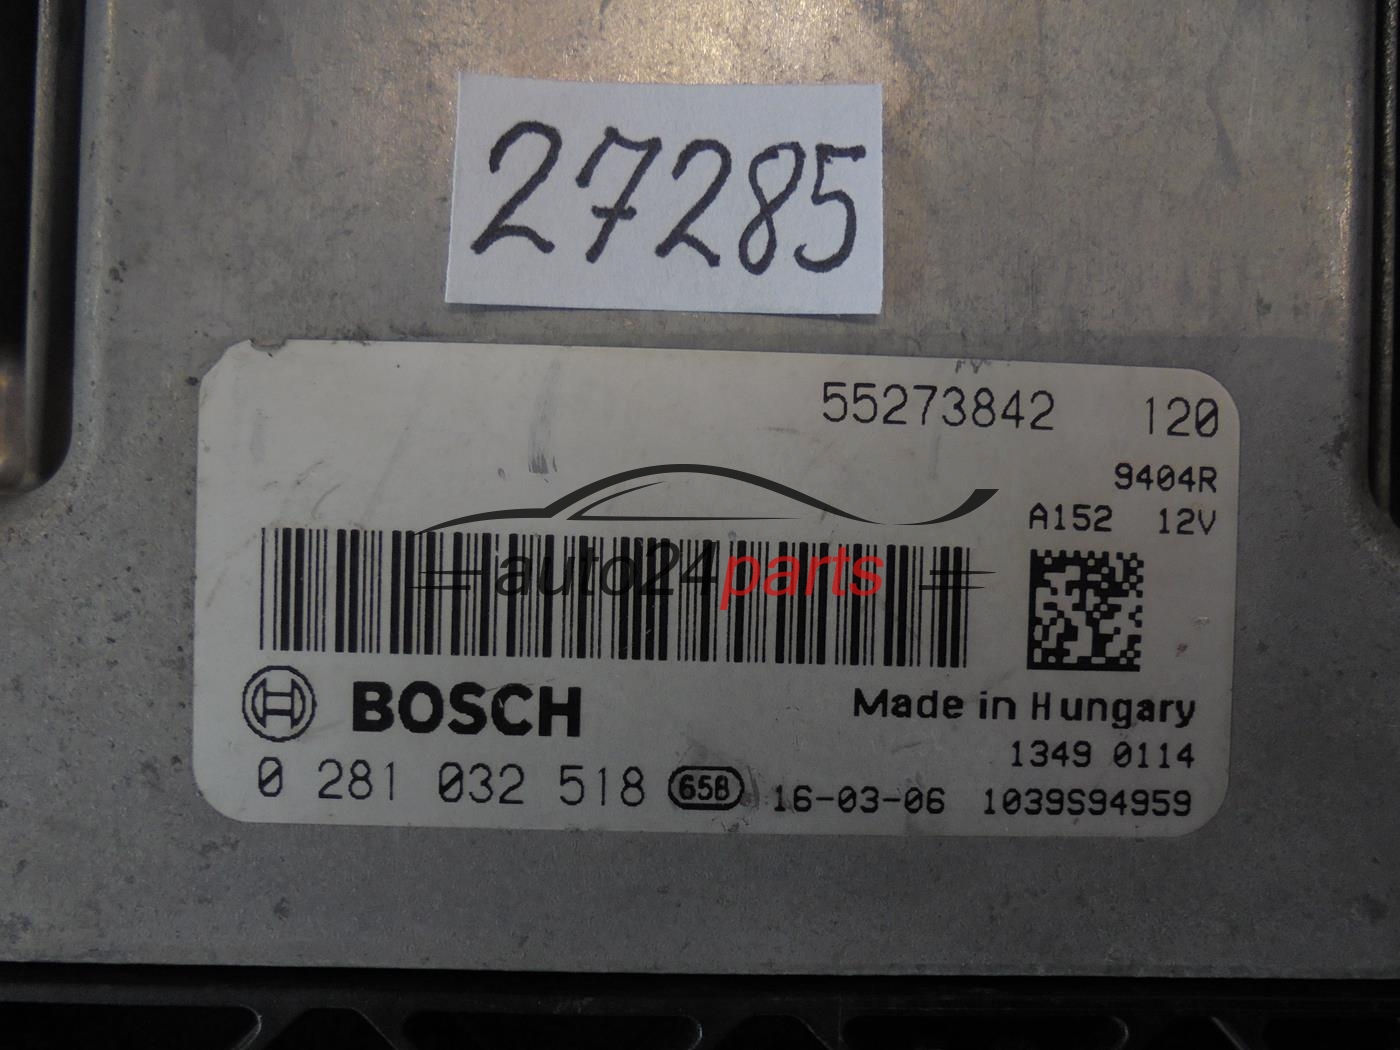 27285
55273842 120
9404R
A152 12V
auto24parts
BOSCH Made in Hungary
1349 0114
0 281 032 518 65B 16-03-06 1039S94959